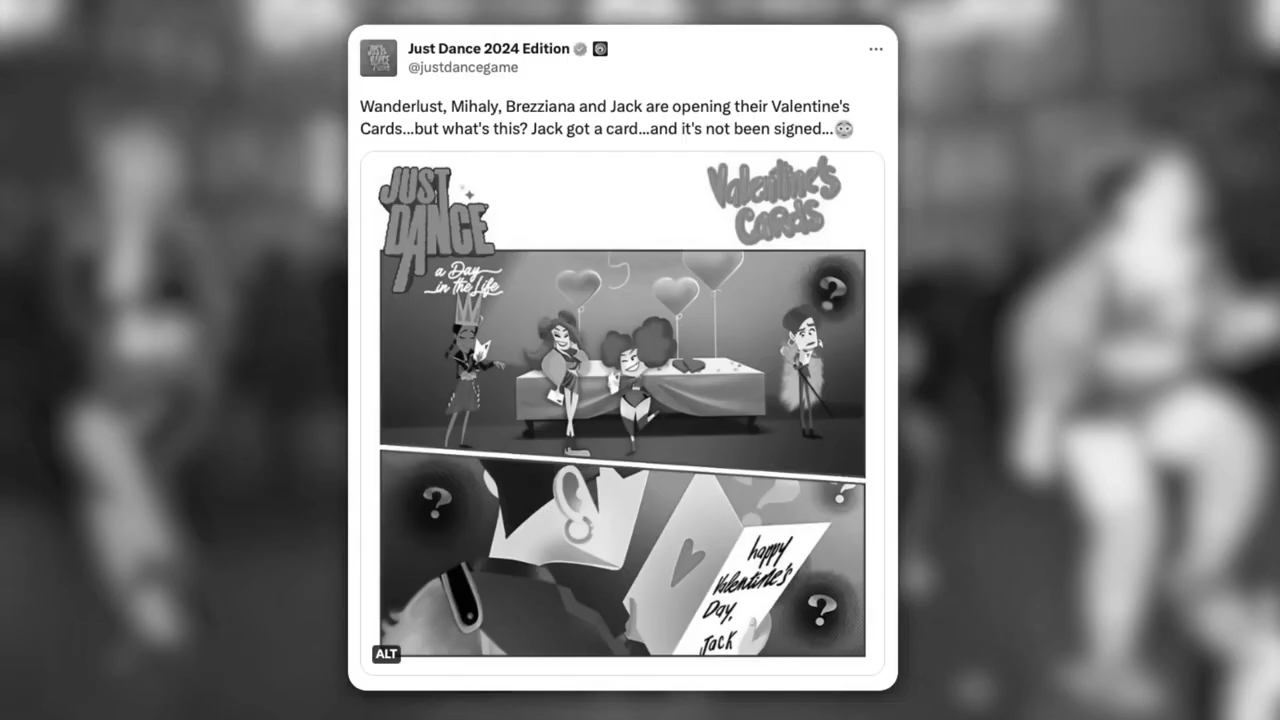 Just Dance 2024 Edition
@justdancegame
Wanderlust, Mihaly, Brezziana and Jack are opening their Valentine's
Cards...but what's this? Jack got a card...and it's not been signed...😳
JUST
DANCE
a Day
in the Life
Valentine's
Cards
?
?
?
?
happy
Valentine's
Day,
Jack
ALT